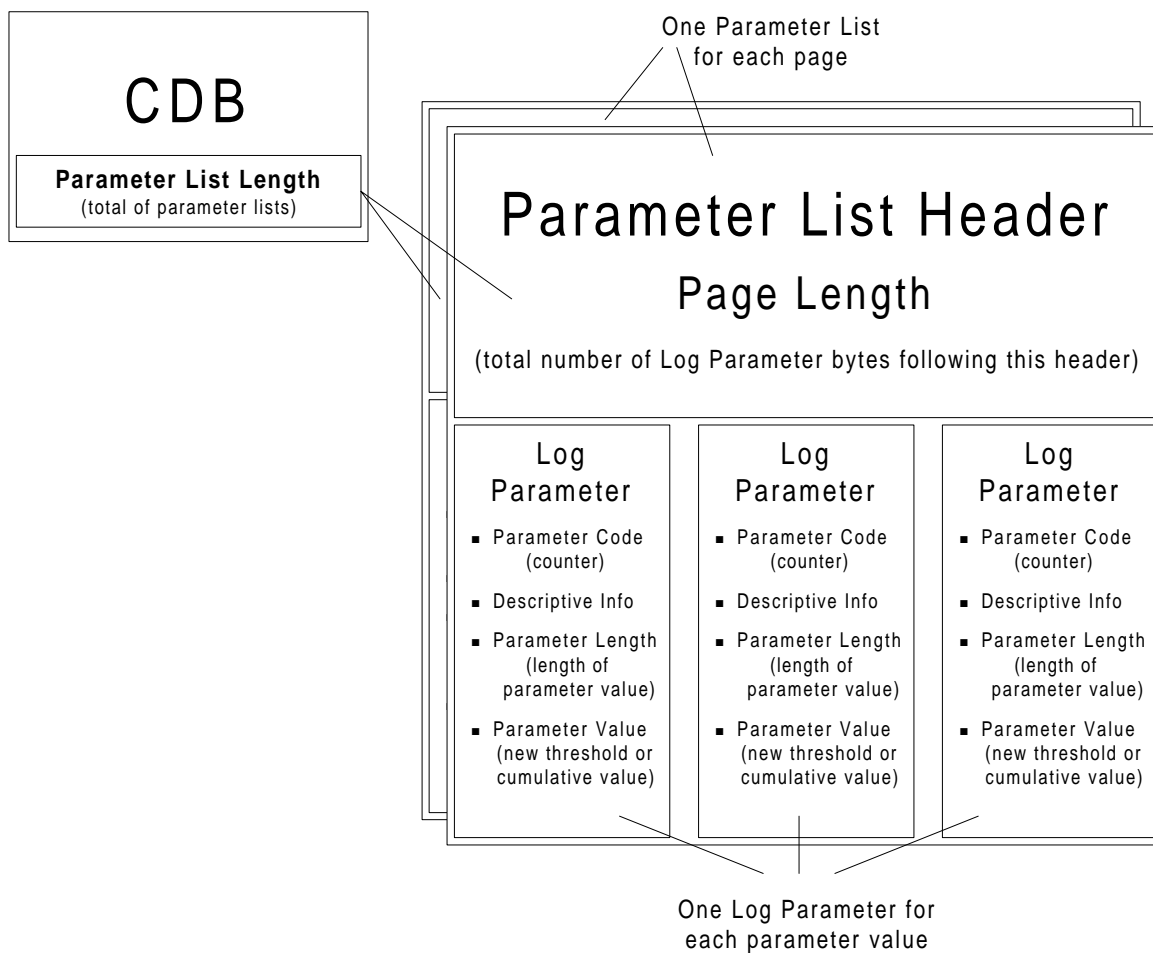 One Parameter List
for each page
CDB
Parameter List Length
(total of parameter lists)
Parameter List Header
Page Length
(total number of Log Parameter bytes following this header)
Log
Parameter
▪ Parameter Code
(counter)
▪ Descriptive Info
▪ Parameter Length
(length of
parameter value)
▪ Parameter Value
(new threshold or
cumulative value)
Log
Parameter
▪ Parameter Code
(counter)
▪ Descriptive Info
▪ Parameter Length
(length of
parameter value)
▪ Parameter Value
(new threshold or
cumulative value)
Log
Parameter
▪ Parameter Code
(counter)
▪ Descriptive Info
▪ Parameter Length
(length of
parameter value)
▪ Parameter Value
(new threshold or
cumulative value)
One Log Parameter for
each parameter value